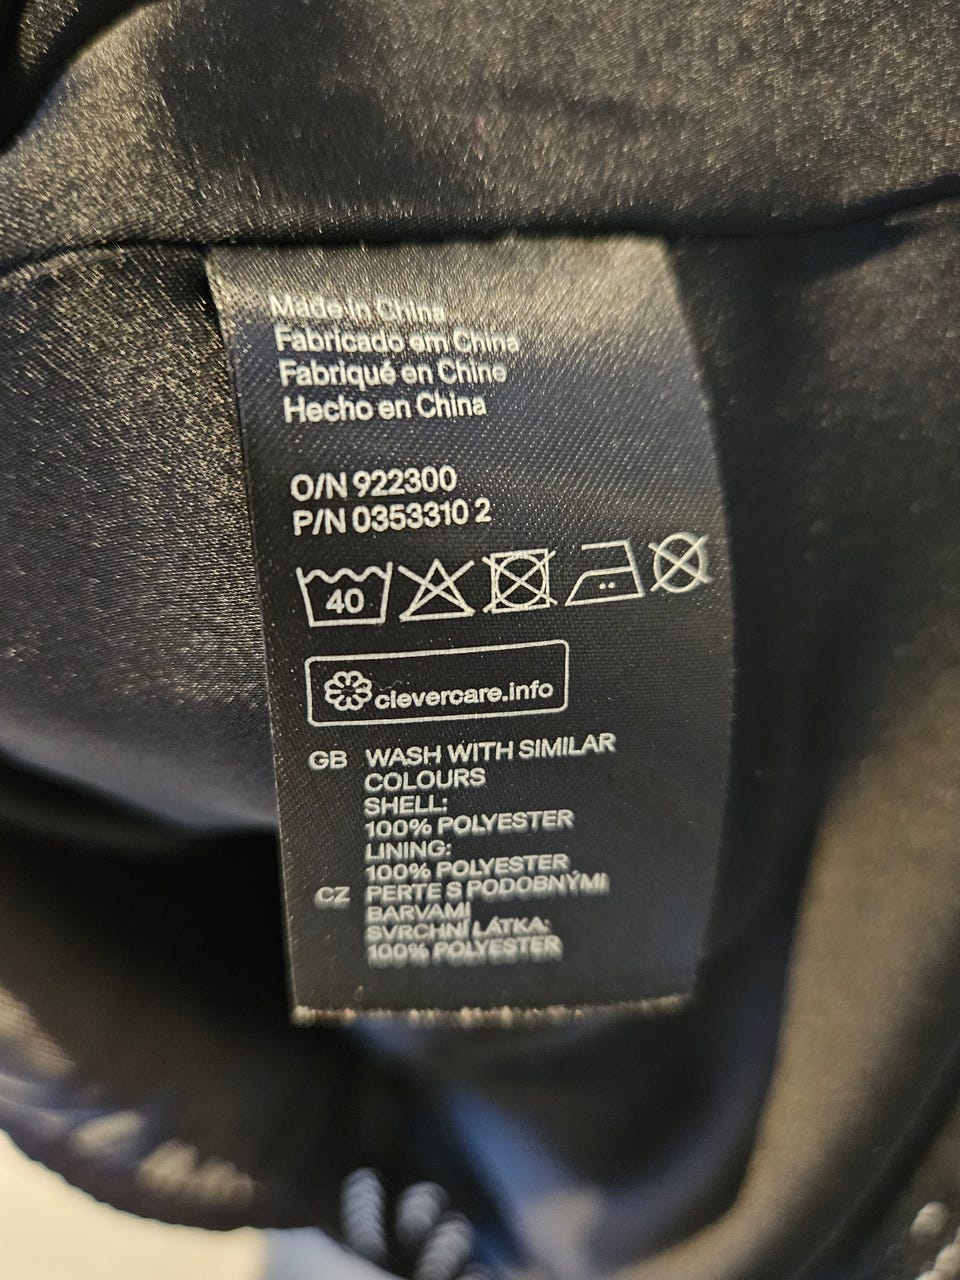 Made in China
Fabricado em China
Fabriqué en Chine
Hecho en China
O/N 922300
P/N 0353310 2
40
clevercare.info
GB WASH WITH SIMILAR
COLOURS
SHELL:
100% POLYESTER
LINING:
100% POLYESTER
CZ PERTE S PODOBNÝMI
BARVAMI
SVRCHNÍ LÁTKA:
100% POLYESTER